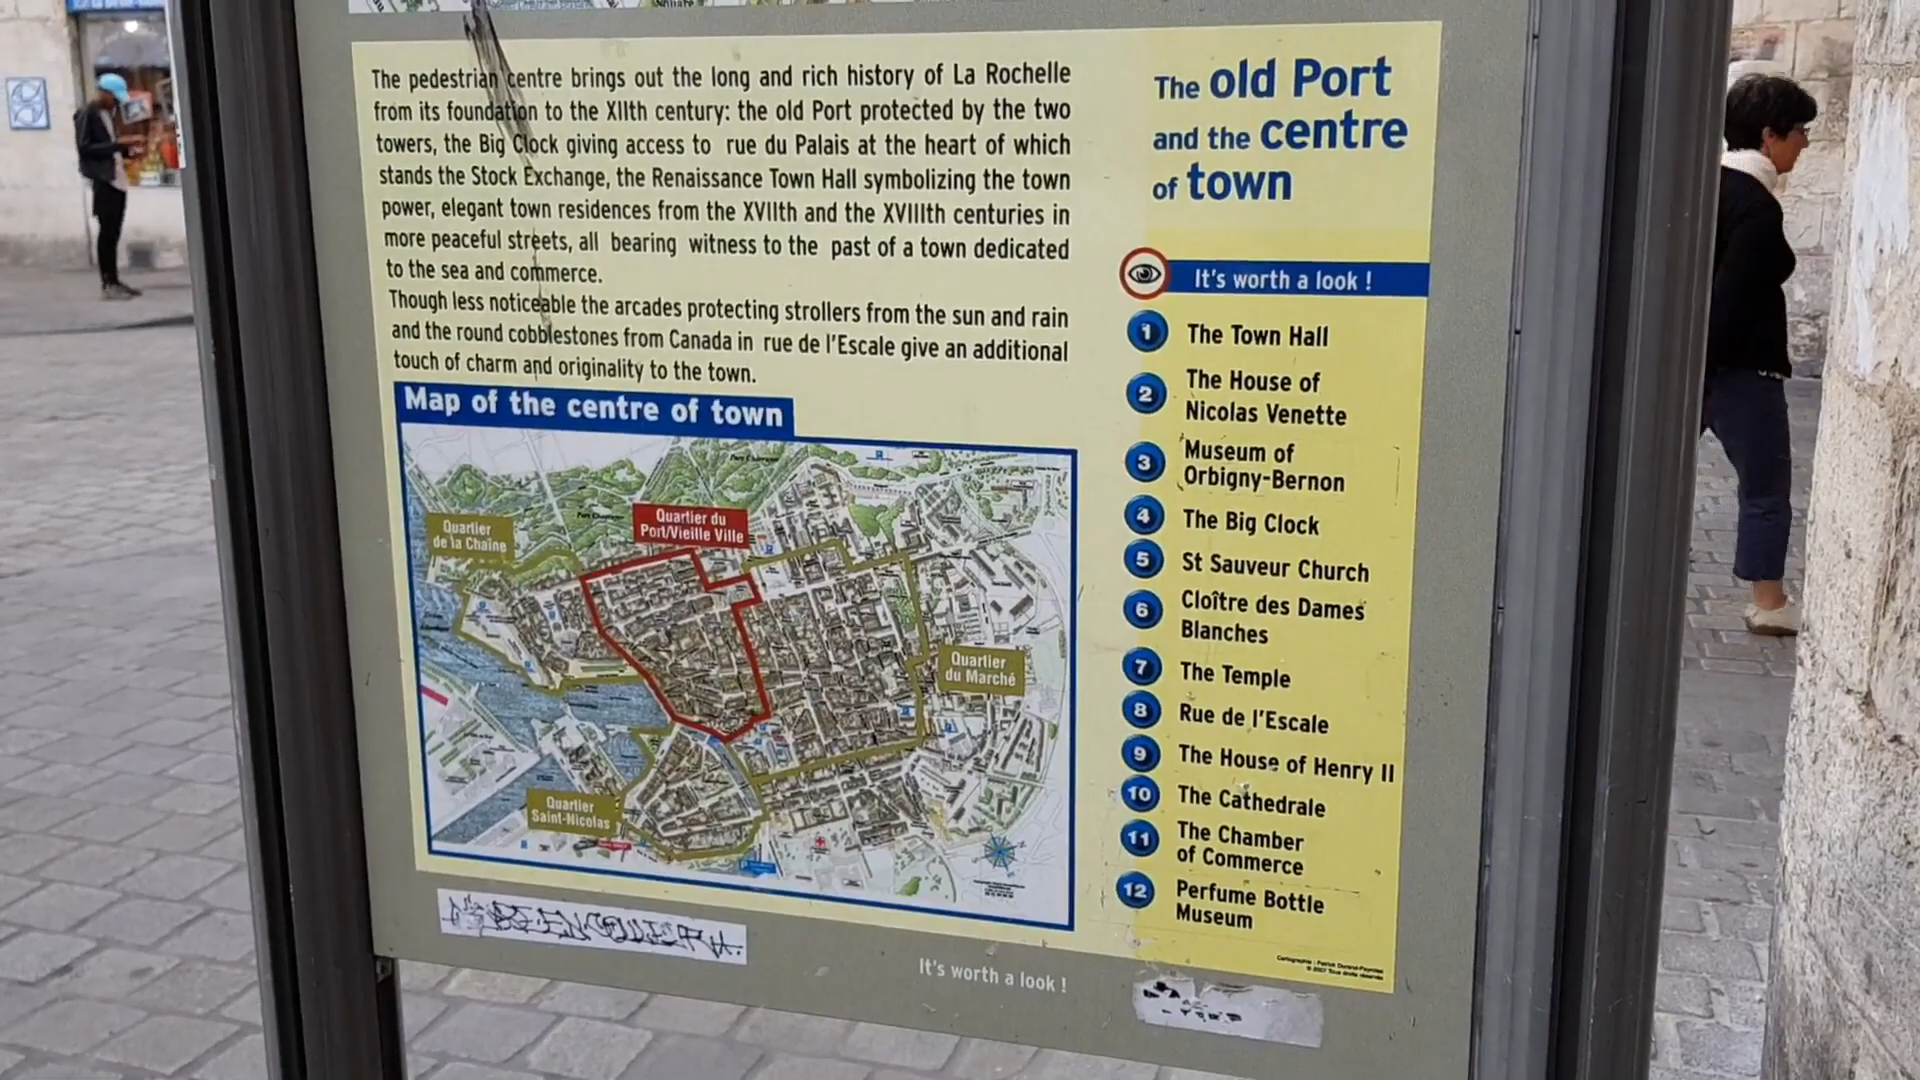 The pedestrian centre brings out the long and rich history of La Rochelle
from its foundation to the XIIth century: the old Port protected by the two
towers, the Big Clock giving access to rue du Palais at the heart of which
stands the Stock Exchange, the Renaissance Town Hall symbolizing the town
power, elegant town residences from the XVIIth and the XVIIIth centuries in
more peaceful streets, all bearing witness to the past of a town dedicated
to the sea and commerce.
Though less noticeable the arcades protecting strollers from the sun and rain
and the round cobblestones from Canada in rue de l'Escale give an additional
touch of charm and originality to the town.
Map of the centre of town
Quartier
de la Chaîne
Quartier du
Port/Vieille Ville
Quartier
du Marché
Quartier
Saint-Nicolas
The old Port
and the centre
of town
It's worth a look !
1 The Town Hall
2 The House of
Nicolas Venette
3 Museum of
Orbigny-Bernon
4 The Big Clock
5 St Sauveur Church
6 Cloître des Dames
Blanches
7 The Temple
8 Rue de l'Escale
9 The House of Henry II
10 The Cathedrale
11 The Chamber
of Commerce
12 Perfume Bottle
Museum
© 2007 Tous droits réservés
It's worth a look !